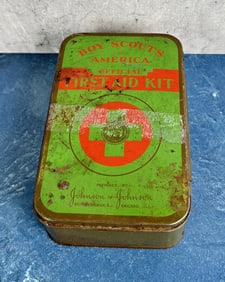 BOY SCOUTS
OF
AMERICA
OFFICIAL
FIRST AID KIT
Johnson & Johnson